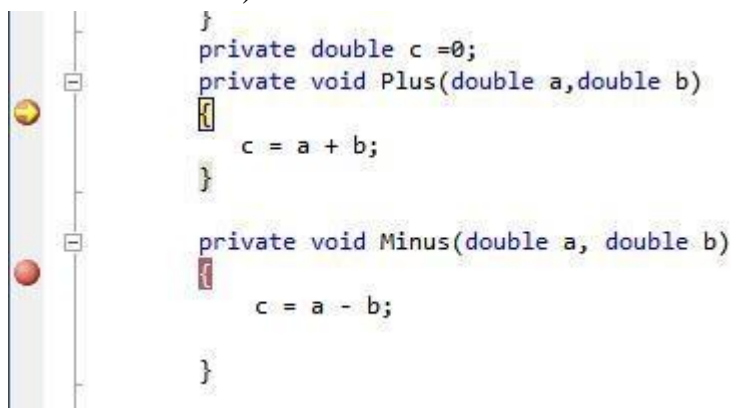 }
private double c =0;
private void Plus(double a,double b)
{
c = a + b;
}
private void Minus(double a, double b)
{
c = a - b;
}